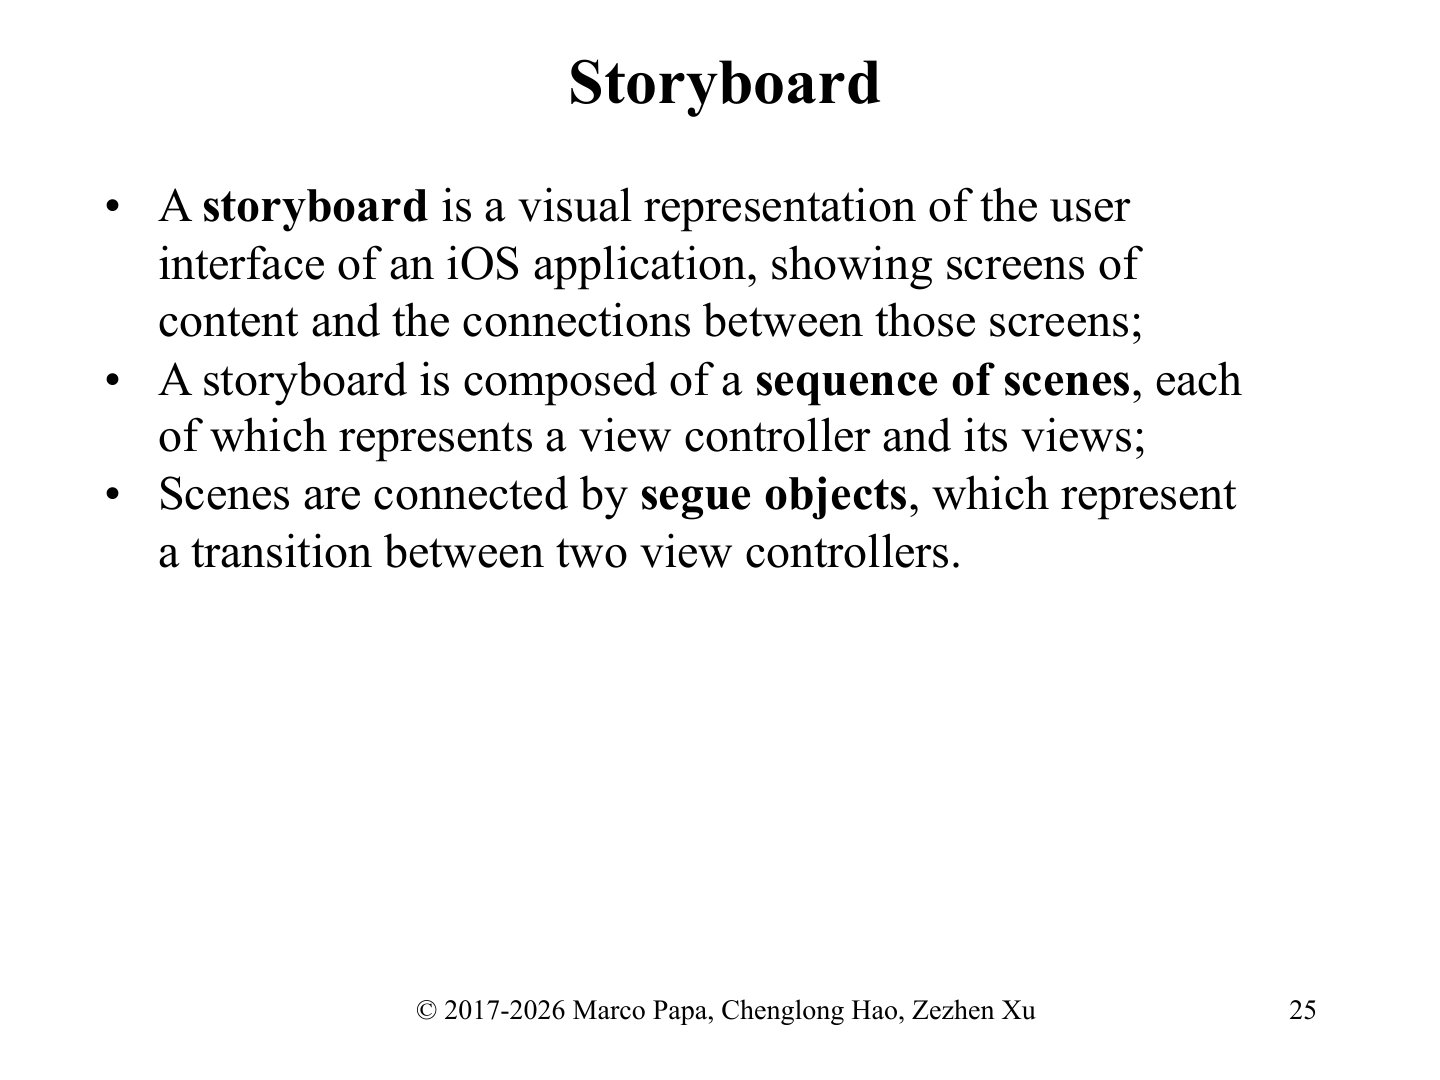 Storyboard
• A storyboard is a visual representation of the user
interface of an iOS application, showing screens of
content and the connections between those screens;
• A storyboard is composed of a sequence of scenes, each
of which represents a view controller and its views;
• Scenes are connected by segue objects, which represent
a transition between two view controllers.
© 2017-2026 Marco Papa, Chenglong Hao, Zezhen Xu
25